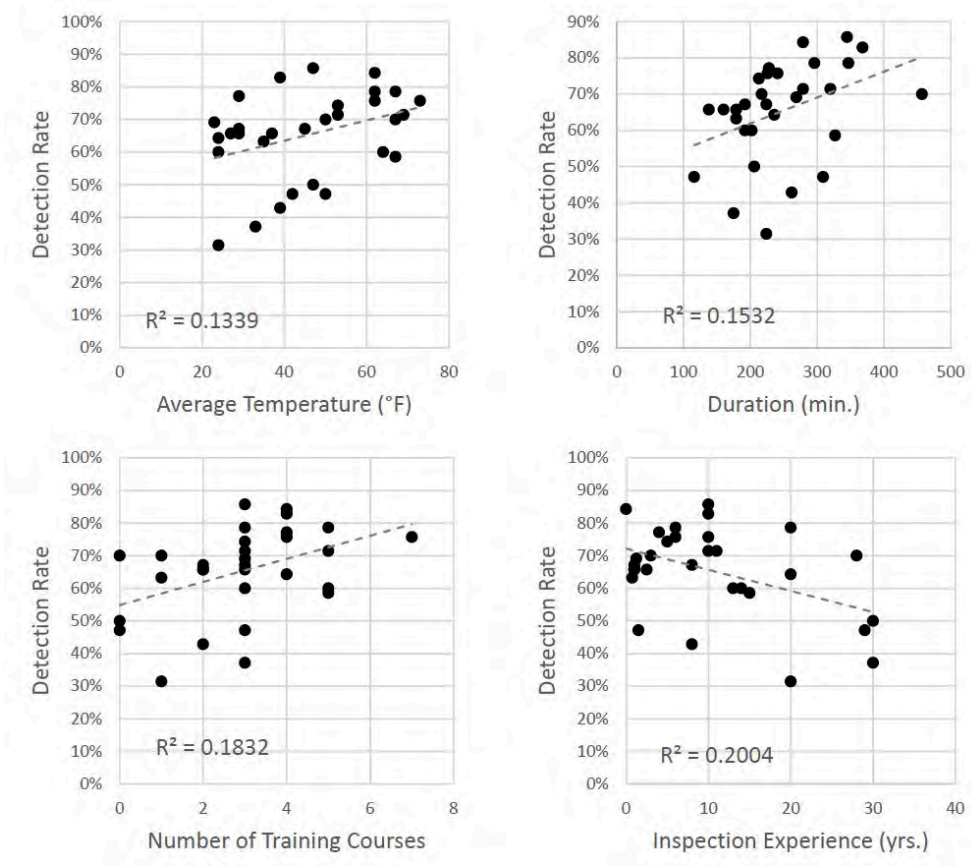 100%
90%
80%
70%
60%
50%
40%
30%
20%
10%
0%
Detection Rate
R² = 0.1339
0 20 40 60 80
Average Temperature (°F)
90%
80%
70%
60%
50%
40%
30%
20%
10%
0%
Detection Rate
R² = 0.1532
0 100 200 300 400 500
Duration (min.)
100%
90%
80%
70%
60%
50%
40%
30%
20%
10%
0%
Detection Rate
R² = 0.1832
0 2 4 6 8
Number of Training Courses
100%
90%
80%
70%
60%
50%
40%
30%
20%
10%
0%
Detection Rate
R² = 0.2004
0 10 20 30 40
Inspection Experience (yrs.)